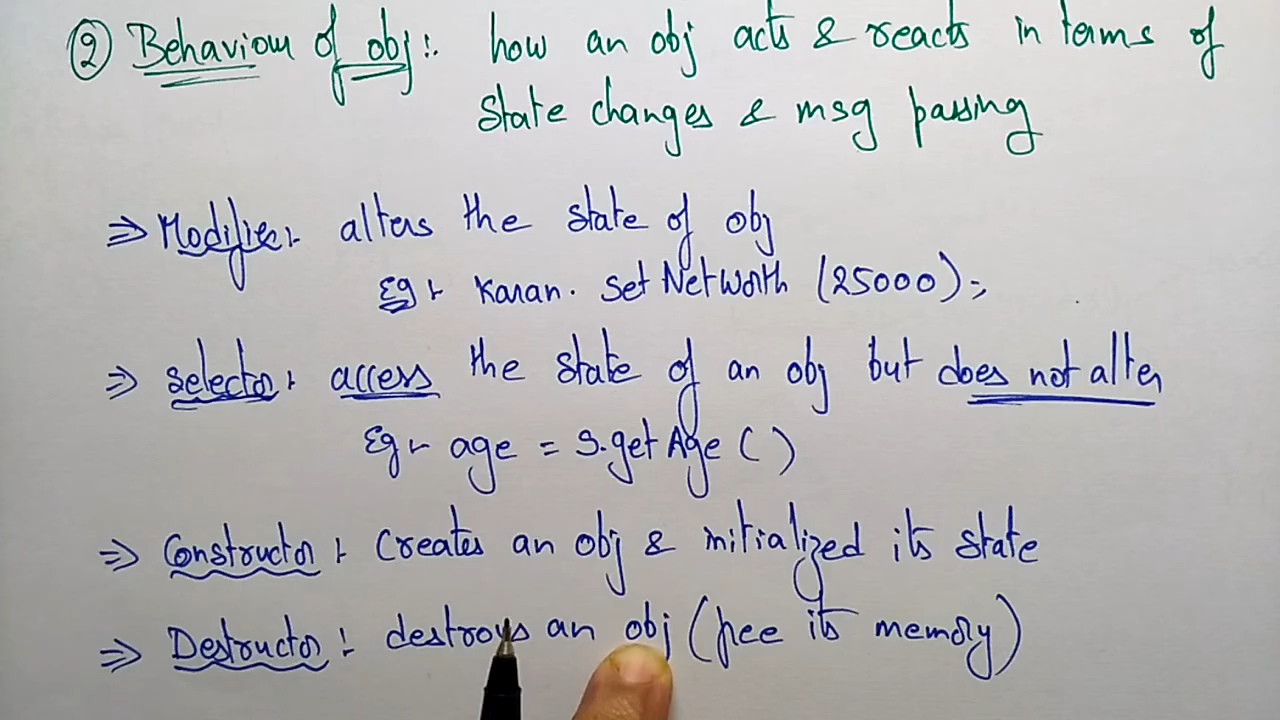 ② Behaviour of obj:. how an obj acts & reacts in terms of
state changes & msg passing
⇒ Modifier:- alters the state of obj
Eg:- Karan. set Net Worth (25000);
⇒ selector: access the state of an obj but does not alter
Eg:- age = s.get Age ( )
⇒ Constructor: Creates an obj & initialized its state
⇒ Destructor: destroys an obj (free its memory)